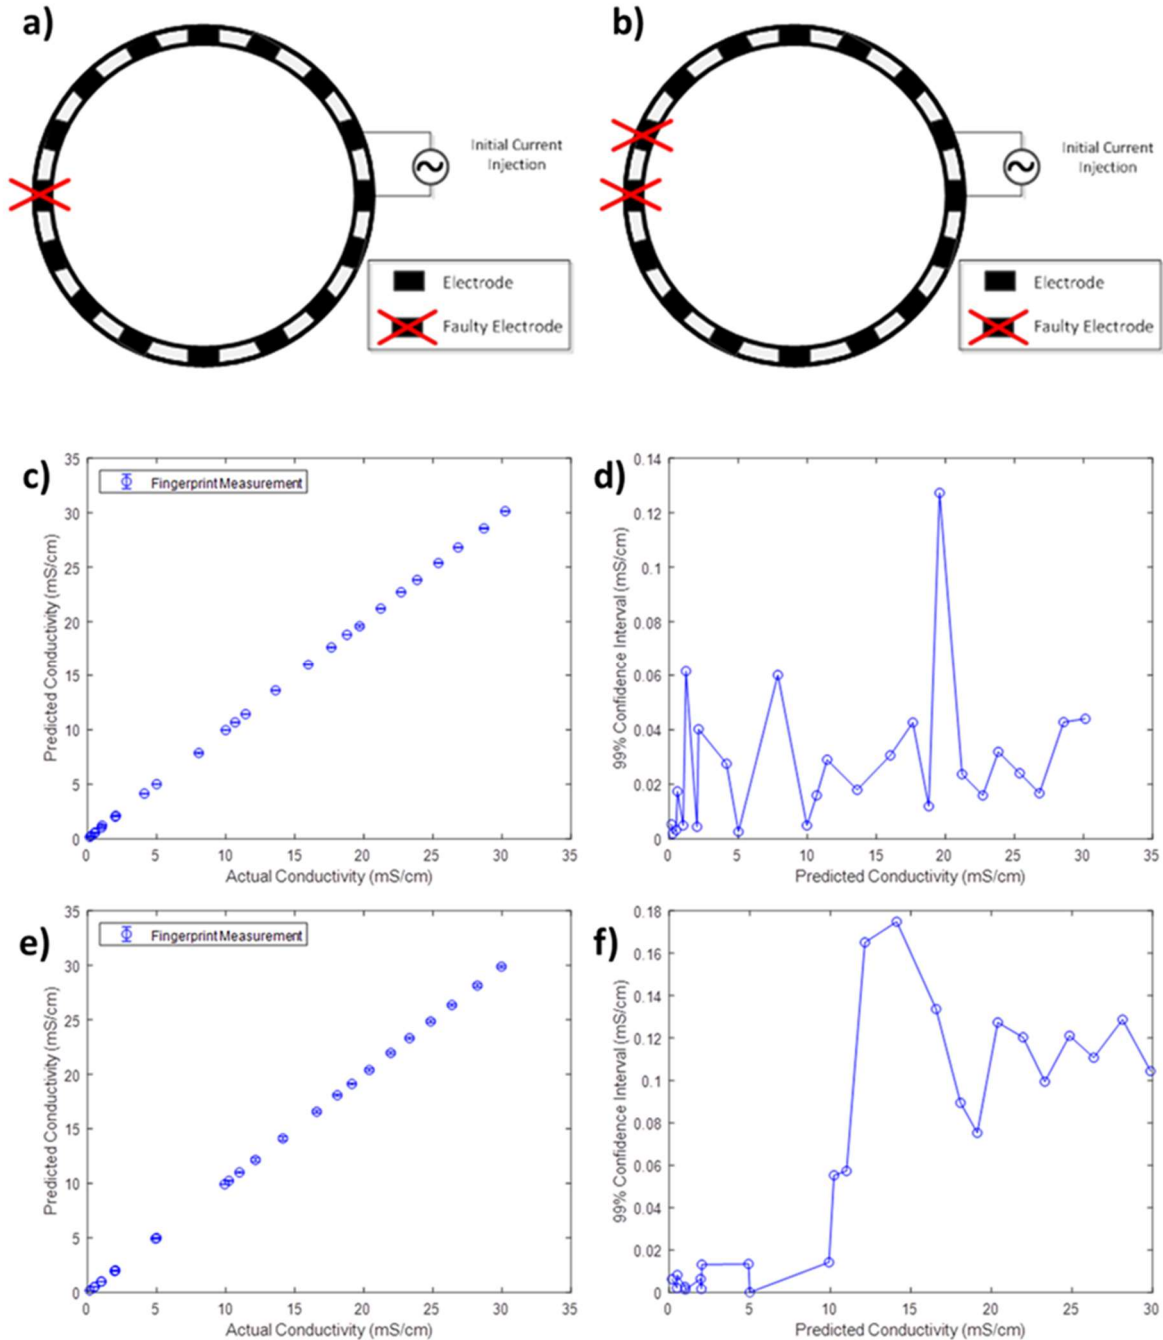 a)
Initial Current
Injection
Electrode
Faulty Electrode
b)
Initial Current
Injection
Electrode
Faulty Electrode
c)
35
30
25
20
15
10
5
0
Predicted Conductivity (mS/cm)
Fingerprint Measurement
0 5 10 15 20 25 30 35
Actual Conductivity (mS/cm)
d)
0.14
0.12
0.1
0.08
0.06
0.04
0.02
0
99% Confidence Interval (mS/cm)
0 5 10 15 20 25 30 35
Predicted Conductivity (mS/cm)
e)
35
30
25
20
15
10
5
0
Predicted Conductivity (mS/cm)
Fingerprint Measurement
0 5 10 15 20 25 30 35
Actual Conductivity (mS/cm)
f)
0.18
0.16
0.14
0.12
0.1
0.08
0.06
0.04
0.02
0
99% Confidence Interval (mS/cm)
0 5 10 15 20 25 30
Predicted Conductivity (mS/cm)